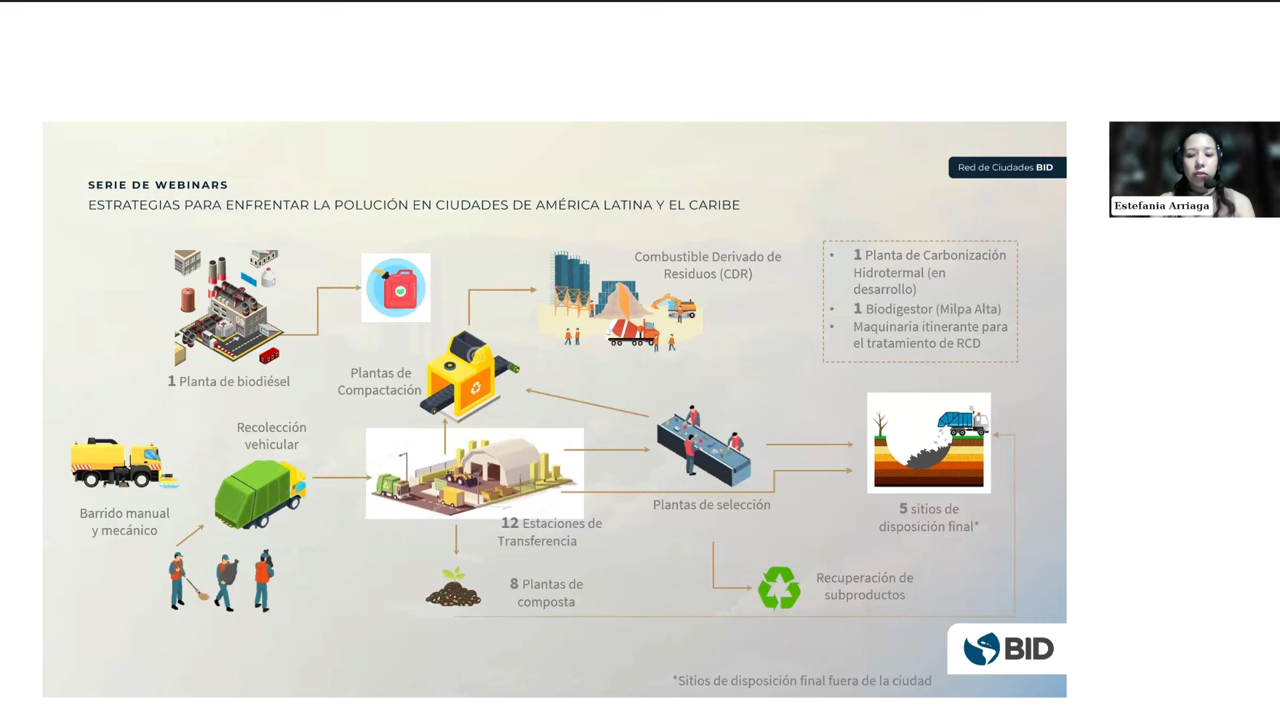 Red de Ciudades BID
SERIE DE WEBINARS
ESTRATEGIAS PARA ENFRENTAR LA POLUCIÓN EN CIUDADES DE AMÉRICA LATINA Y EL CARIBE
Estefania Arriaga
Combustible Derivado de
Residuos (CDR)
• 1 Planta de Carbonización
Hidrotermal (en
desarrollo)
• 1 Biodigestor (Milpa Alta)
• Maquinaria itinerante para
el tratamiento de RCD
1 Planta de biodiésel
Plantas de
Compactación
Recolección
vehicular
Barrido manual
y mecánico
12 Estaciones de
Transferencia
Plantas de selección
5 sitios de
disposición final*
8 Plantas de
composta
Recuperación de
subproductos
BID
*Sitios de disposición final fuera de la ciudad